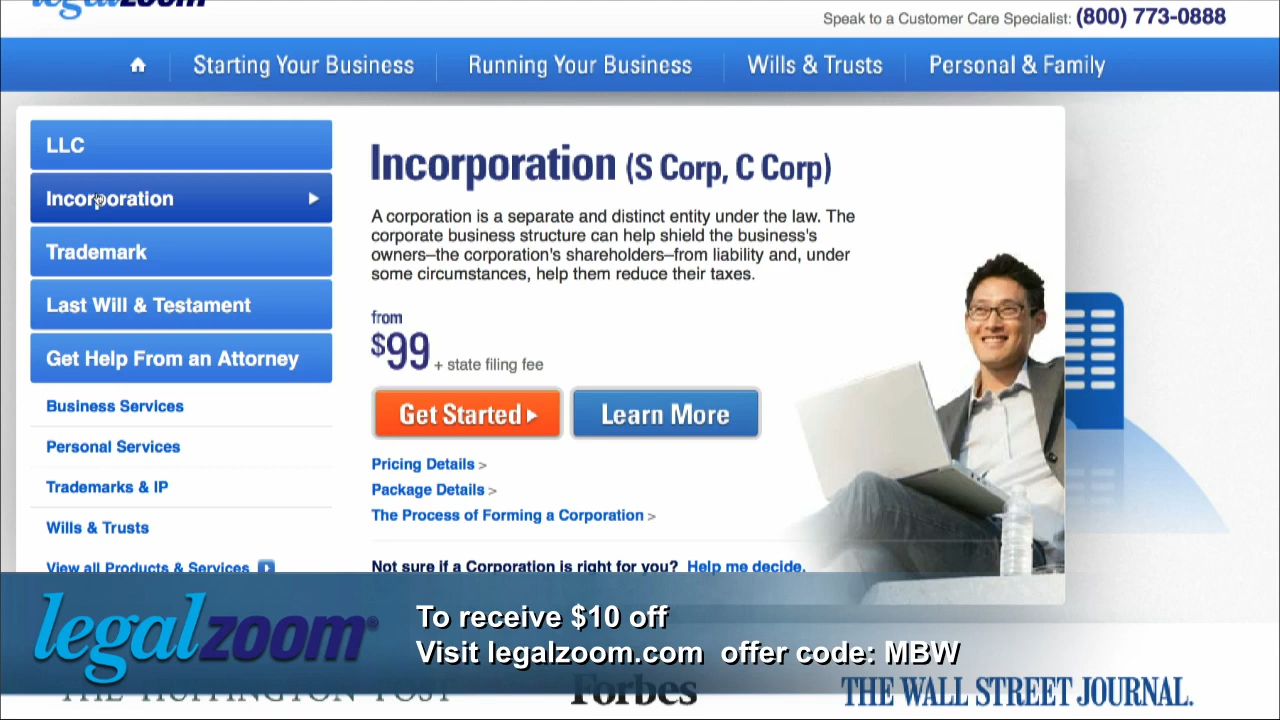 legalzoom
Speak to a Customer Care Specialist: (800) 773-0888
Starting Your Business
Running Your Business
Wills & Trusts
Personal & Family
LLC
Incorporation
Trademark
Last Will & Testament
Get Help From an Attorney
Business Services
Personal Services
Trademarks & IP
Wills & Trusts
View all Products & Services
Incorporation (S Corp, C Corp)
A corporation is a separate and distinct entity under the law. The
corporate business structure can help shield the business's
owners–the corporation's shareholders–from liability and, under
some circumstances, help them reduce their taxes.
from
$99 + state filing fee
Get Started
Learn More
Pricing Details >
Package Details >
The Process of Forming a Corporation >
Not sure if a Corporation is right for you? Help me decide.
legalzoom®
To receive $10 off
Visit legalzoom.com offer code: MBW
THE HUFFINGTON POST
Forbes
THE WALL STREET JOURNAL.